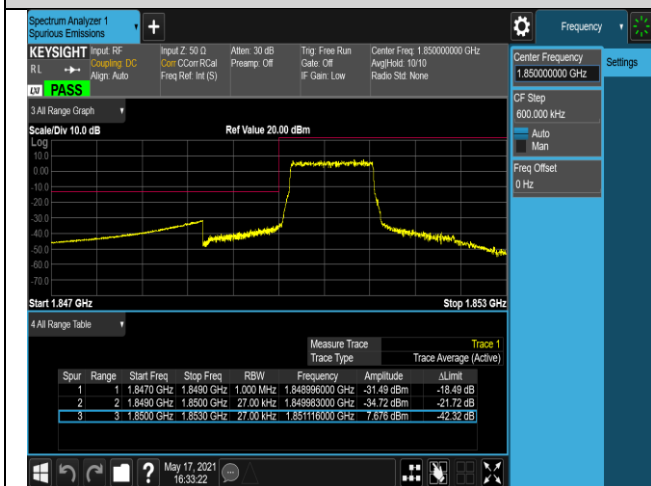 Spectrum Analyzer 1
Spurious Emissions
+
Frequency
KEYSIGHT Input: RF Input Z: 50 Ω Atten: 30 dB Trig: Free Run Center Freq: 1.850000000 GHz
RL Coupling: DC Corr CCorr RCal Preamp: Off Gate: Off Avg|Hold: 10/10
Align: Auto Freq Ref: Int (S) IF Gain: Low Radio Std: None
LXI PASS
Center Frequency
1.850000000 GHz
Settings
CF Step
600.000 kHz
Auto
Man
Freq Offset
0 Hz
3 All Range Graph
Scale/Div 10.0 dB Ref Value 20.00 dBm
Log
10.0
0.00
-10.0
-20.0
-30.0
-40.0
-50.0
-60.0
-70.0
Start 1.847 GHz Stop 1.853 GHz
4 All Range Table
Measure Trace Trace 1
Trace Type Trace Average (Active)
Spur Range Start Freq Stop Freq RBW Frequency Amplitude ΔLimit
1 1 1.8470 GHz 1.8490 GHz 1.000 MHz 1.848996000 GHz -31.49 dBm -18.49 dB
2 2 1.8490 GHz 1.8500 GHz 27.00 kHz 1.849983000 GHz -34.72 dBm -21.72 dB
3 3 1.8500 GHz 1.8530 GHz 27.00 kHz 1.851116000 GHz 7.676 dBm -42.32 dB
? May 17, 2021
16:33:22